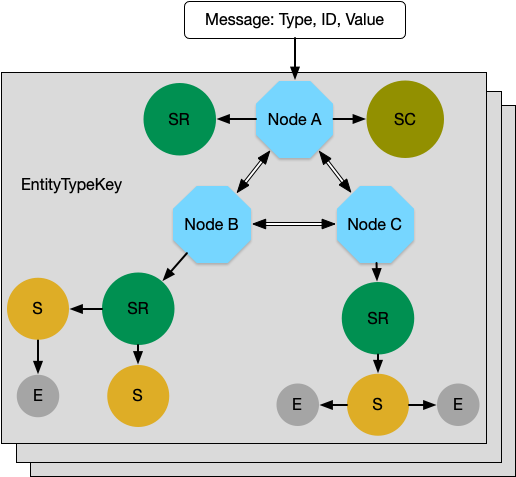 Message: Type, ID, Value
SR
Node A
SC
EntityTypeKey
Node B
Node C
S
SR
SR
E
S
E
S
E